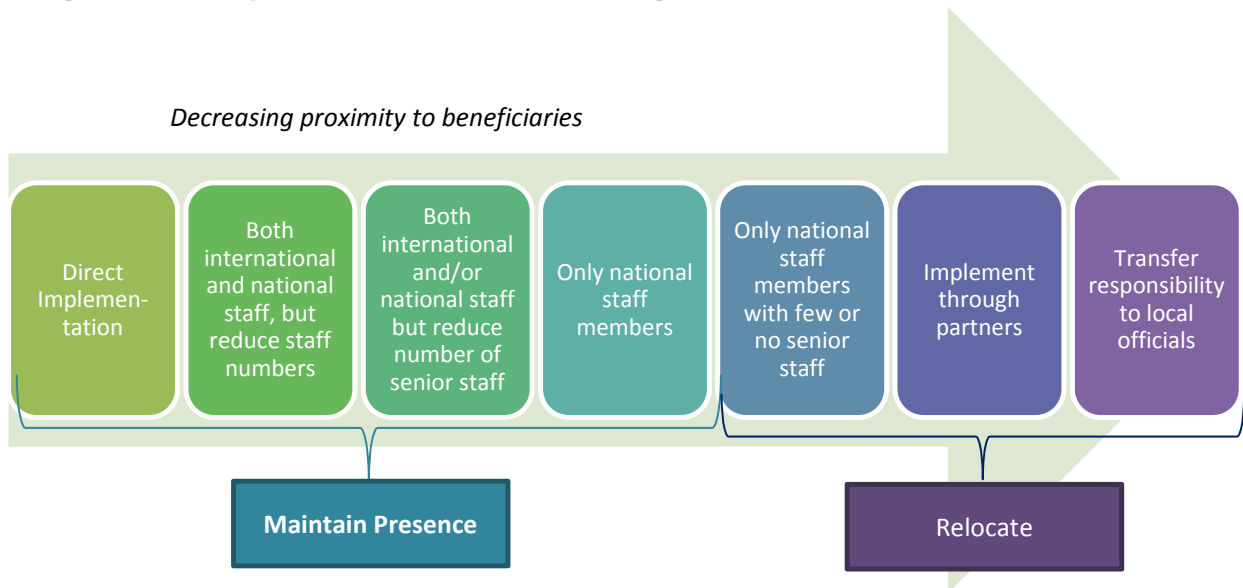 Decreasing proximity to beneficiaries
Direct
Implemen-
tation
Both
international
and national
staff, but
reduce staff
numbers
Both
international
and/or
national staff
but reduce
number of
senior staff
Only national
staff
members
Only national
staff
members
with few or
no senior
staff
Implement
through
partners
Transfer
responsibility
to local
officials
Maintain Presence
Relocate